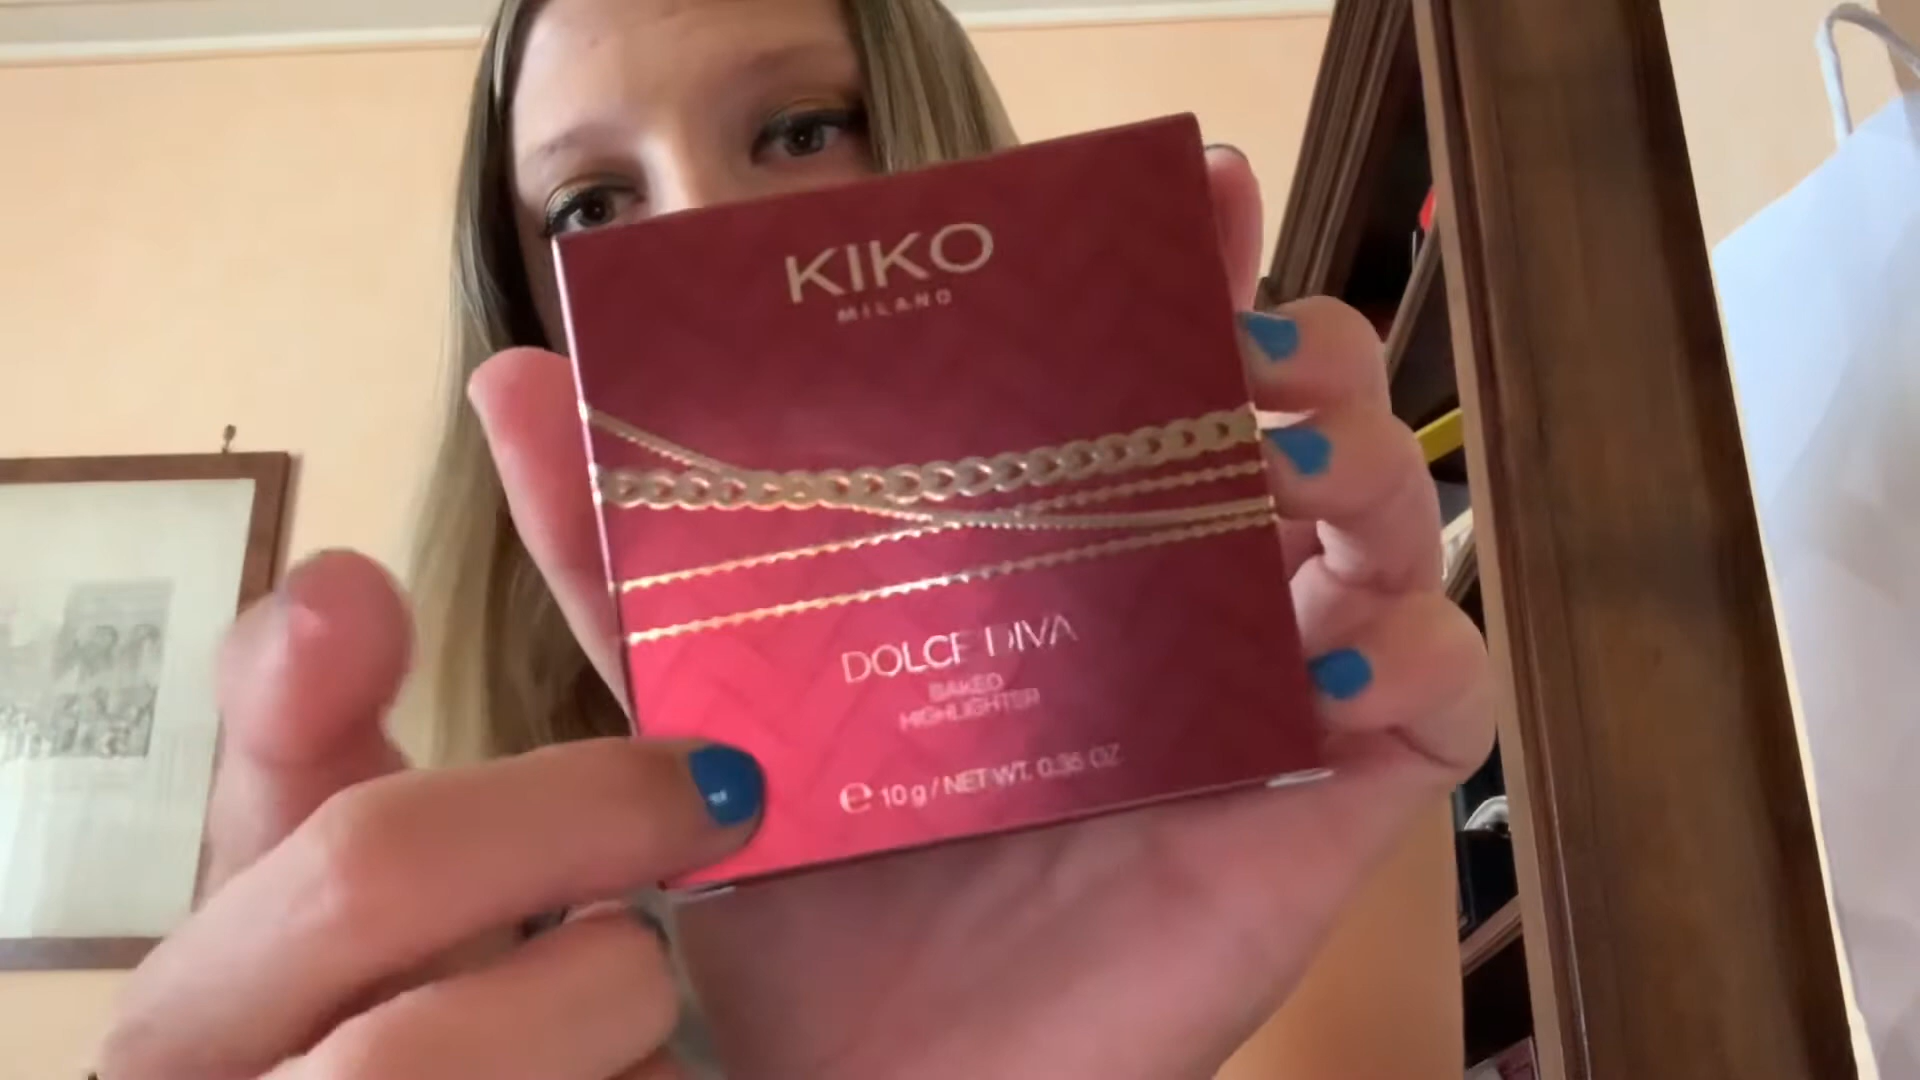 KIKO
MILANO
DOLCE DIVA
BAKED
HIGHLIGHTER
℮ 10 g / NET WT. 0.35 OZ